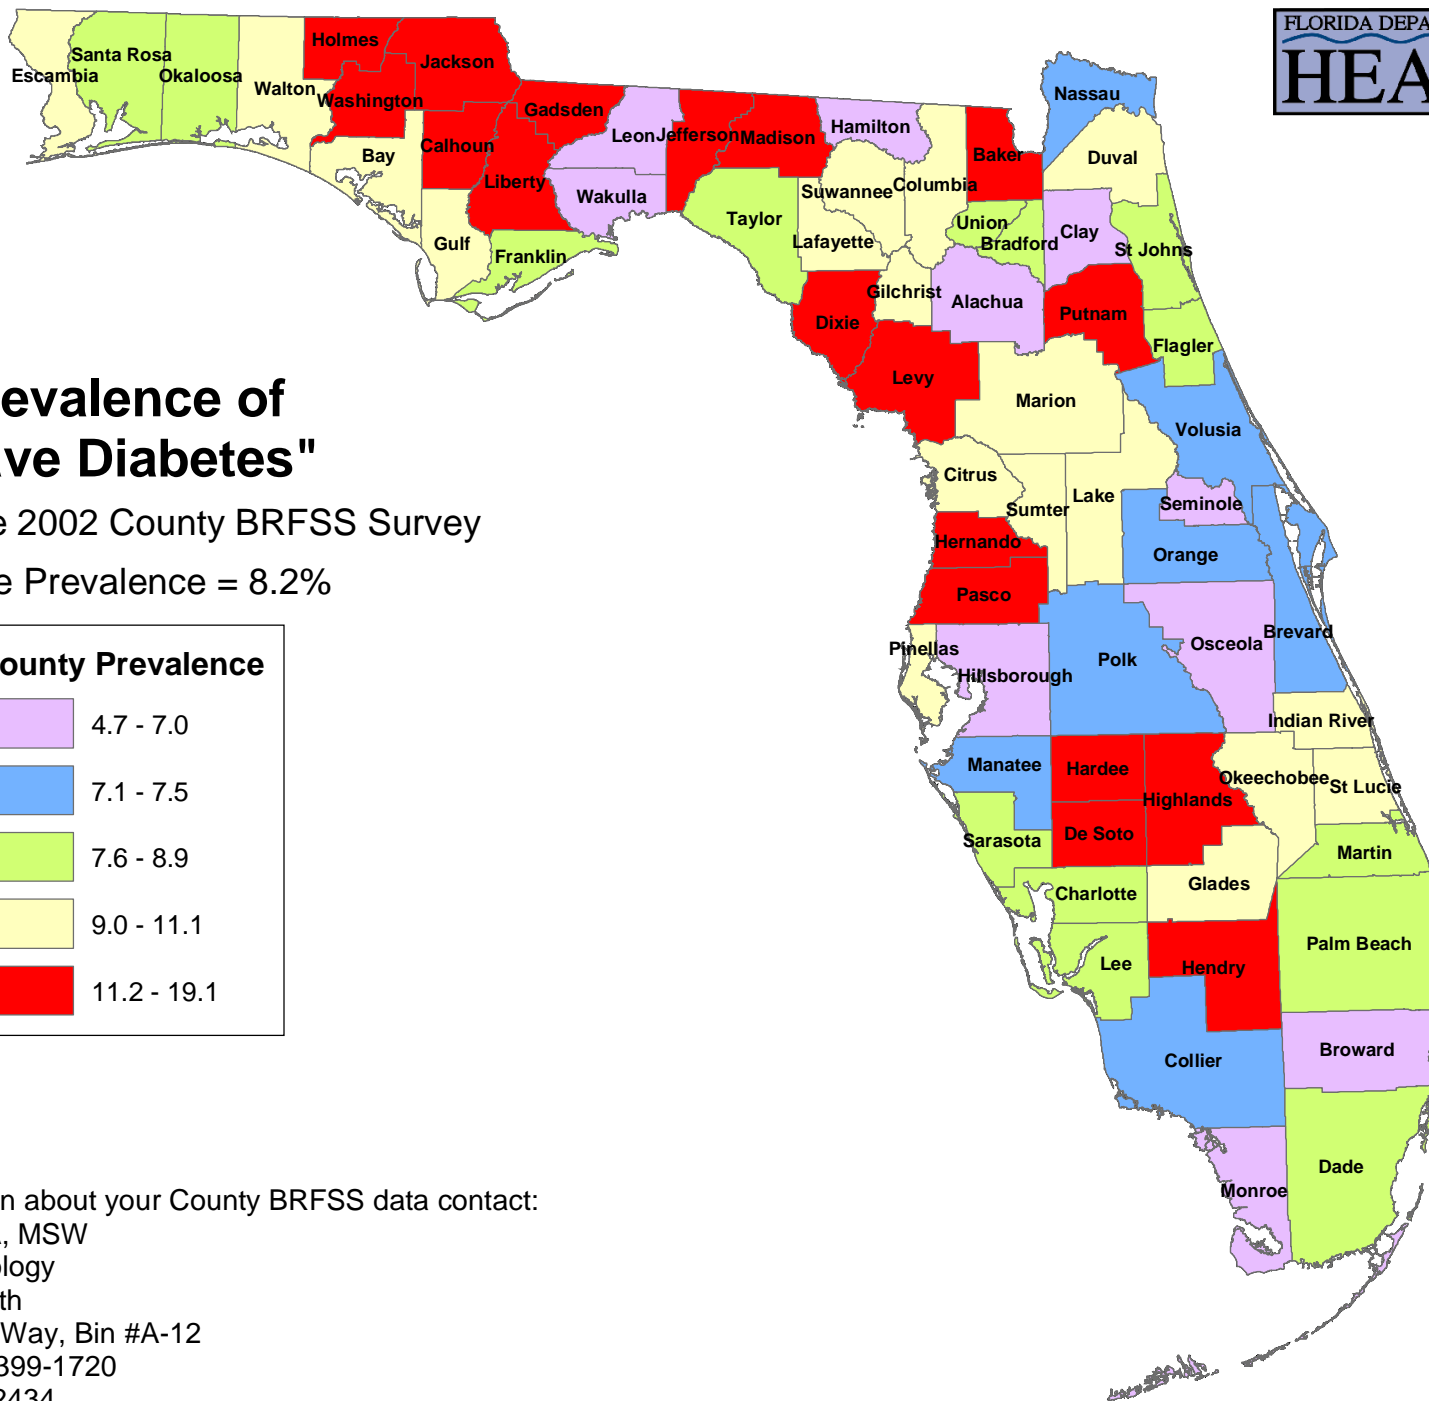 FLORIDA DEPA
HEA
Holmes
Jackson
Santa Rosa
Escambia
Okaloosa
Walton
Washington
Gadsden
Nassau
Leon
Jefferson
Madison
Hamilton
Calhoun
Bay
Baker
Duval
Liberty
Wakulla
Suwannee
Columbia
Taylor
Union
Bradford
Clay
St Johns
Gulf
Franklin
Lafayette
Gilchrist
Alachua
Dixie
Putnam
Flagler
Levy
Marion
Volusia
Citrus
Sumter
Lake
Seminole
Hernando
Orange
Pasco
Pinellas
Hillsborough
Polk
Osceola
Brevard
Indian River
Manatee
Hardee
Highlands
Okeechobee
St Lucie
Sarasota
De Soto
Martin
Charlotte
Glades
Lee
Hendry
Palm Beach
Collier
Broward
Dade
Monroe
evalence of
ve Diabetes"
e 2002 County BRFSS Survey
e Prevalence = 8.2%
ounty Prevalence
4.7 - 7.0
7.1 - 7.5
7.6 - 8.9
9.0 - 11.1
11.2 - 19.1
n about your County BRFSS data contact:
, MSW
ology
th
Way, Bin #A-12
399-1720
2434